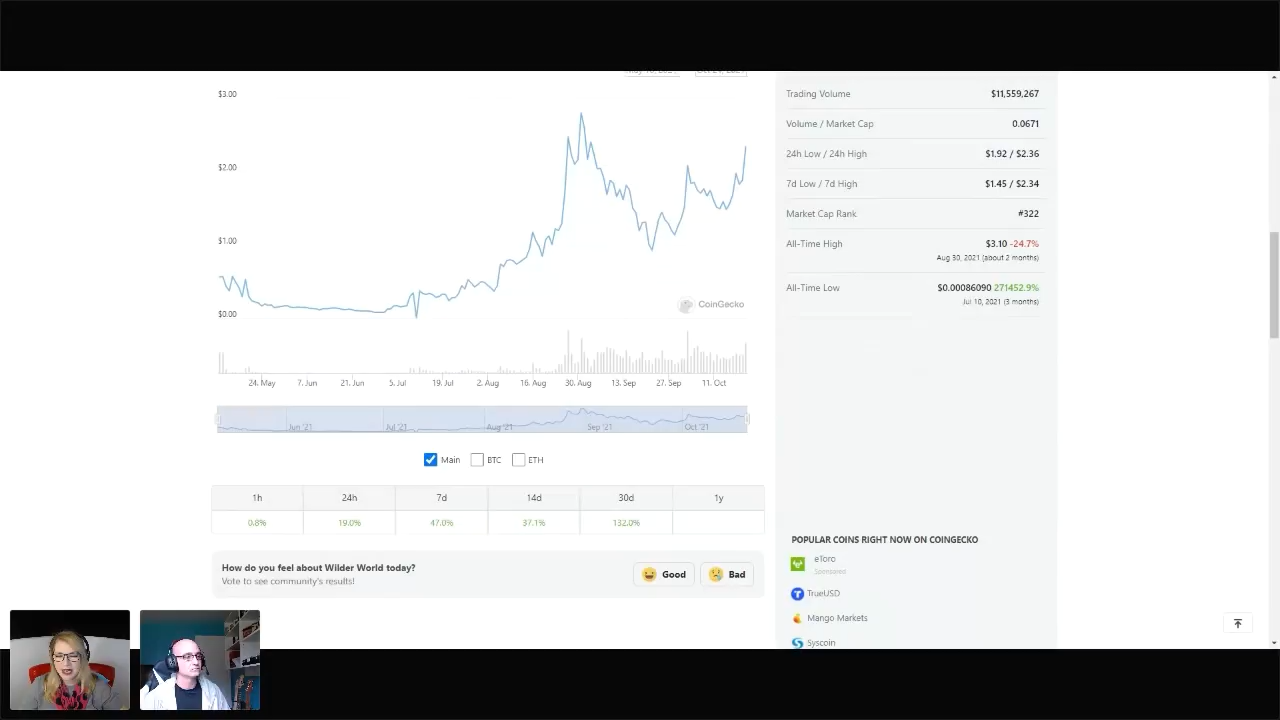 $3.00
$2.00
$1.00
$0.00
CoinGecko
24. May 7. Jun 21. Jun 5. Jul 19. Jul 2. Aug 16. Aug 30. Aug 13. Sep 27. Sep 11. Oct
Jun '21 Jul '21 Aug '21 Sep '21 Oct '21
Main BTC ETH
1h 24h 7d 14d 30d 1y
0.8% 19.0% 47.0% 37.1% 132.0%
How do you feel about Wilder World today?
Vote to see community's results!
Good Bad
Trading Volume $11,559,267
Volume / Market Cap 0.0671
24h Low / 24h High $1.92 / $2.36
7d Low / 7d High $1.45 / $2.34
Market Cap Rank #322
All-Time High $3.10 -24.7%
Aug 30, 2021 (about 2 months)
All-Time Low $0.00086090 271452.9%
Jul 10, 2021 (3 months)
POPULAR COINS RIGHT NOW ON COINGECKO
eToro
Sponsored
TrueUSD
Mango Markets
Syscoin